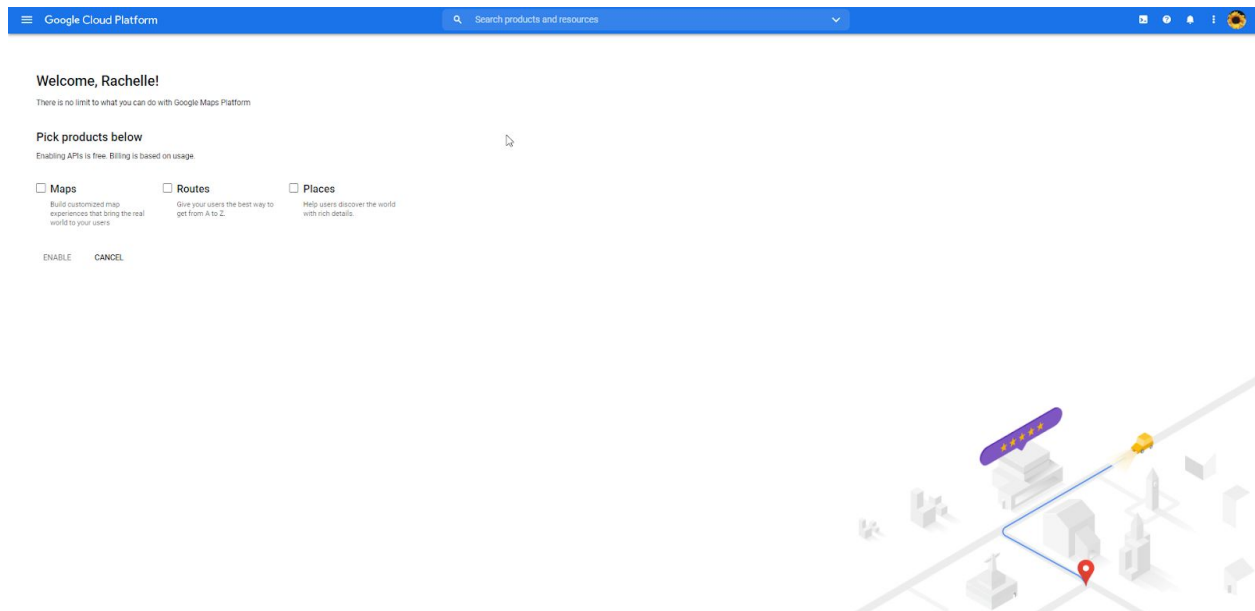 Google Cloud Platform
Search products and resources
Welcome, Rachelle!
There is no limit to what you can do with Google Maps Platform
Pick products below
Enabling APIs is free. Billing is based on usage.
Maps
Build customized map
experiences that bring the real
world to your users
Routes
Give your users the best way to
get from A to Z.
Places
Help users discover the world
with rich details.
ENABLE CANCEL